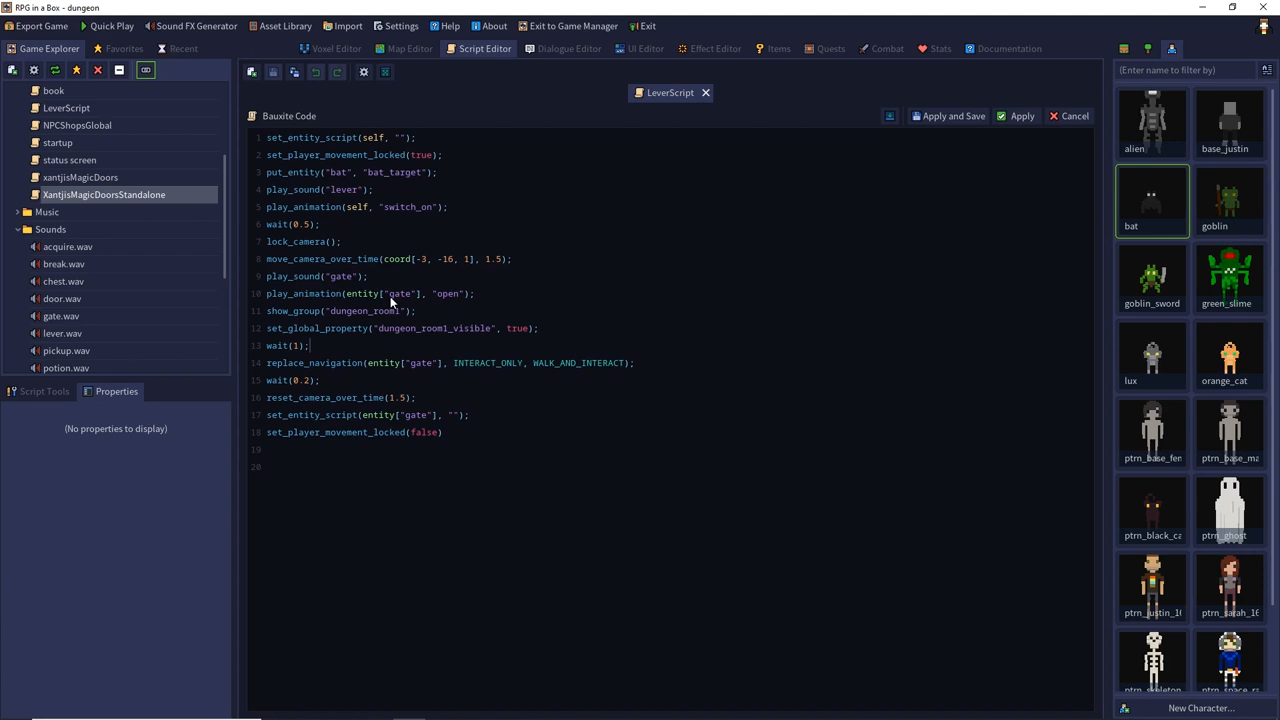 RPG in a Box - dungeon
Export Game Quick Play Sound FX Generator Asset Library Import Settings Help About Exit to Game Manager Exit
Game Explorer Favorites Recent Voxel Editor Map Editor Script Editor Dialogue Editor UI Editor Effect Editor Items Quests Combat Stats Documentation
(Enter name to filter by)
book
LeverScript
NPCShopsGlobal
startup
status screen
xantjisMagicDoors
XantjisMagicDoorsStandalone
Music
Sounds
acquire.wav
break.wav
chest.wav
door.wav
gate.wav
lever.wav
pickup.wav
potion.wav
Script Tools Properties
(No properties to display)
LeverScript
Bauxite Code Apply and Save Apply Cancel
1 set_entity_script(self, "");
2 set_player_movement_locked(true);
3 put_entity("bat", "bat_target");
4 play_sound("lever");
5 play_animation(self, "switch_on");
6 wait(0.5);
7 lock_camera();
8 move_camera_over_time(coord[-3, -16, 1], 1.5);
9 play_sound("gate");
10 play_animation(entity["gate"], "open");
11 show_group("dungeon_room1");
12 set_global_property("dungeon_room1_visible", true);
13 wait(1);
14 replace_navigation(entity["gate"], INTERACT_ONLY, WALK_AND_INTERACT);
15 wait(0.2);
16 reset_camera_over_time(1.5);
17 set_entity_script(entity["gate"], "");
18 set_player_movement_locked(false)
19
20
alien base_justin
bat goblin
goblin_sword green_slime
lux orange_cat
ptrn_base_fem ptrn_base_ma
ptrn_black_ca ptrn_ghost
ptrn_justin_16 ptrn_sarah_16
ptrn_skeleton ptrn_space_ra
New Character...